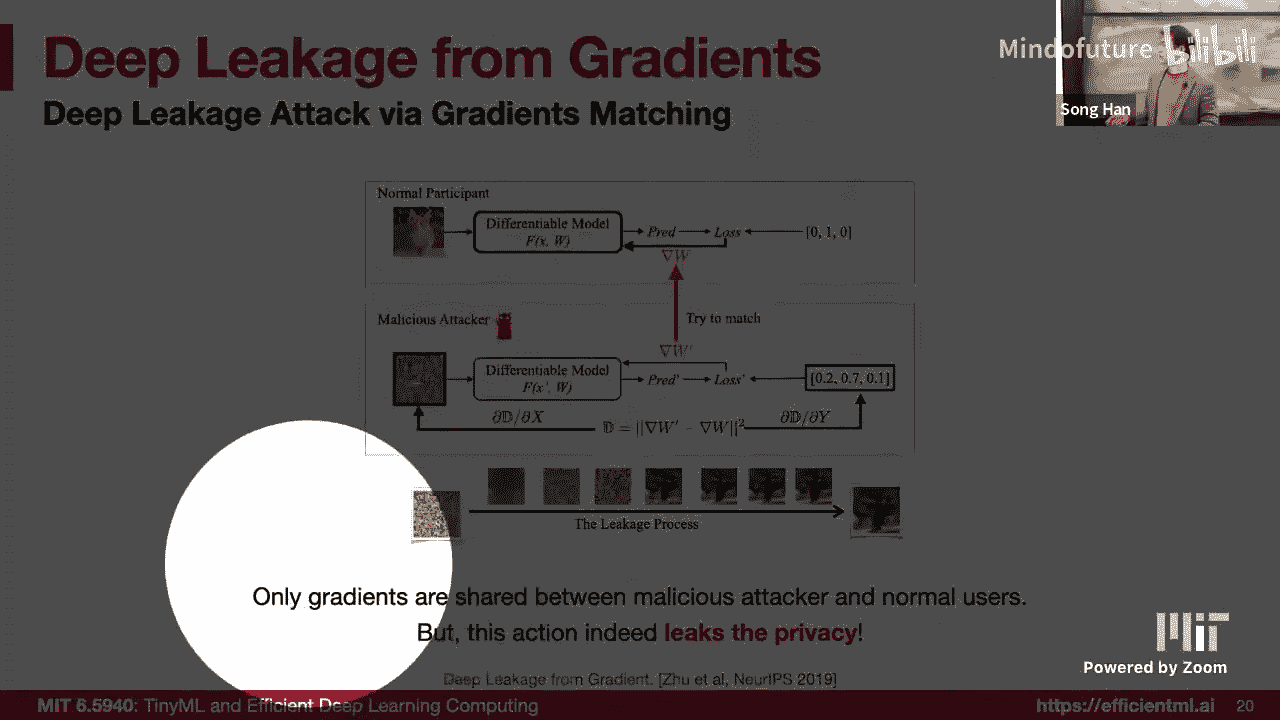 Deep Leakage from Gradients
Mindofuture bilibili
Deep Leakage Attack via Gradients Matching
Song Han
Normal Participant
Differentiable Model
F(x, W)
Pred
Loss
[0, 1, 0]
∇W
Malicious Attacker
Try to match
∇W'
Differentiable Model
F(x', W)
Pred'
Loss'
[0.2, 0.7, 0.1]
∂𝔻/∂X
𝔻 = ||∇W' - ∇W||²
∂𝔻/∂Y
The Leakage Process
Only gradients are shared between malicious attacker and normal users.
But, this action indeed leaks the privacy!
MIT
Powered by Zoom
Deep Leakage from Gradient. [Zhu et al, NeurIPS 2019]
MIT 6.5940: TinyML and Efficient Deep Learning Computing
https://efficientml.ai 20